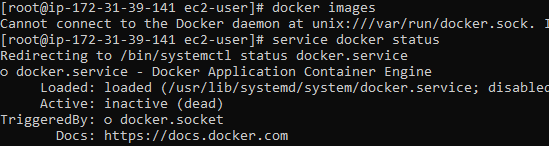 [root@ip-172-31-39-141 ec2-user]# docker images
Cannot connect to the Docker daemon at unix:///var/run/docker.sock. I
[root@ip-172-31-39-141 ec2-user]# service docker status
Redirecting to /bin/systemctl status docker.service
o docker.service - Docker Application Container Engine
Loaded: loaded (/usr/lib/systemd/system/docker.service; disabled
Active: inactive (dead)
TriggeredBy: o docker.socket
Docs: https://docs.docker.com